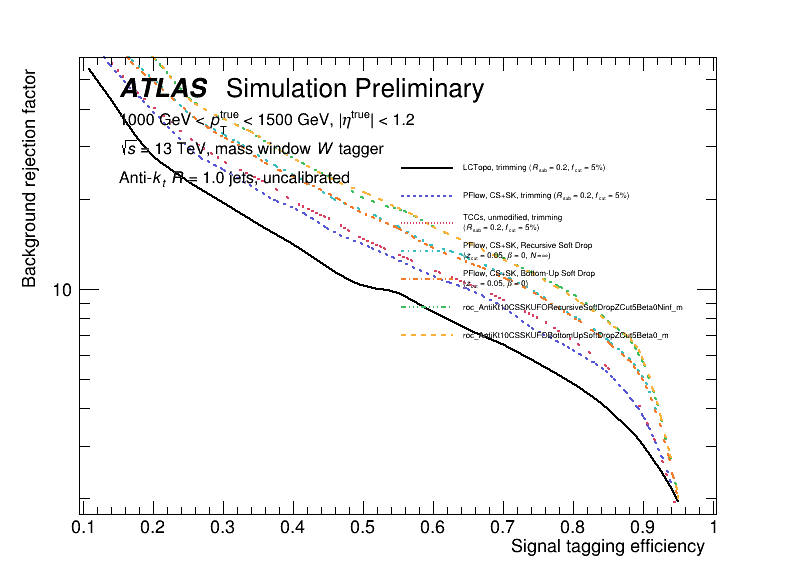 Background rejection factor
ATLAS Simulation Preliminary
1000 GeV < p_T^true < 1500 GeV, |η^true| < 1.2
√s = 13 TeV, mass window W tagger
Anti-k_t R = 1.0 jets, uncalibrated
LCTopo, trimming (R_sub = 0.2, f_cut = 5%)
PFlow, CS+SK, trimming (R_sub = 0.2, f_cut = 5%)
TCCs, unmodified, trimming
(R_sub = 0.2, f_cut = 5%)
PFlow, CS+SK, Recursive Soft Drop
(z_cut = 0.05, β = 0, N=∞)
PFlow, CS+SK, Bottom-Up Soft Drop
(z_cut = 0.05, β = 0)
roc_AntiKt10CSSKUFORecursiveSoftDropZCut5Beta0NInf_m
roc_AntiKt10CSSKUFOBottomUpSoftDropZCut5Beta0_m
10
0.1 0.2 0.3 0.4 0.5 0.6 0.7 0.8 0.9 1
Signal tagging efficiency